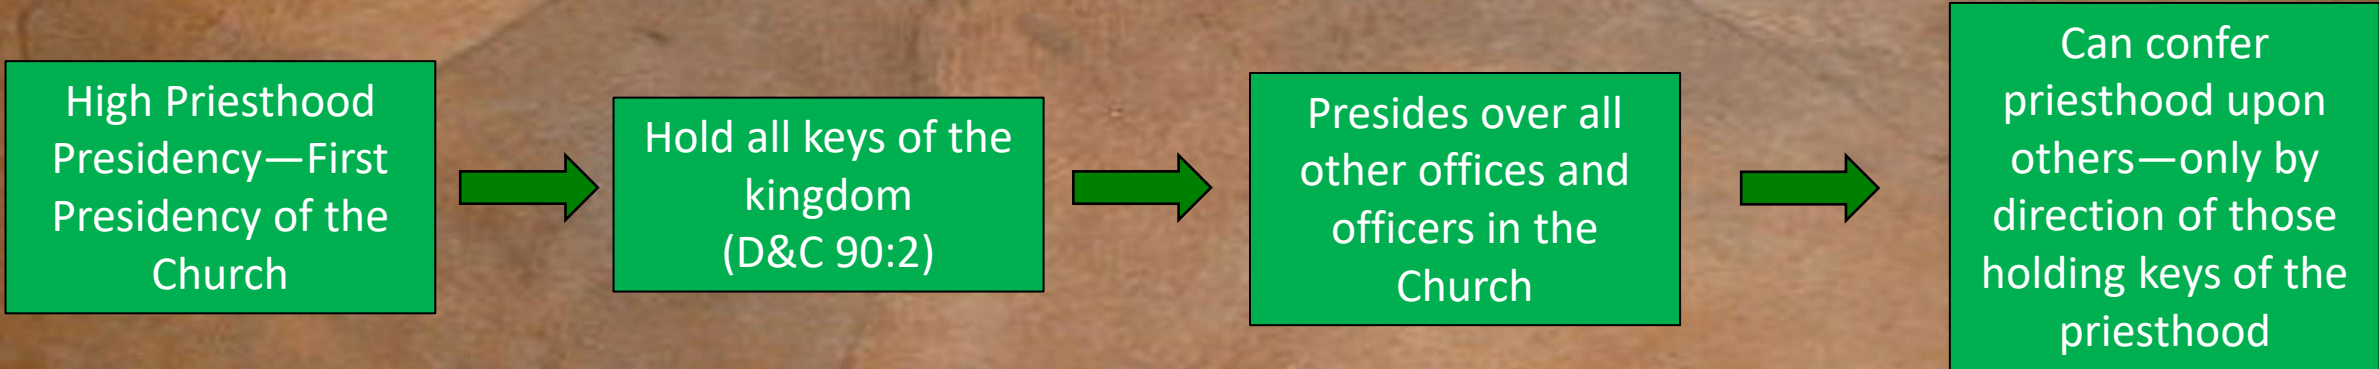 High Priesthood
Presidency—First
Presidency of the
Church
Hold all keys of the
kingdom
(D&C 90:2)
Presides over all
other offices and
officers in the
Church
Can confer
priesthood upon
others—only by
direction of those
holding keys of the
priesthood